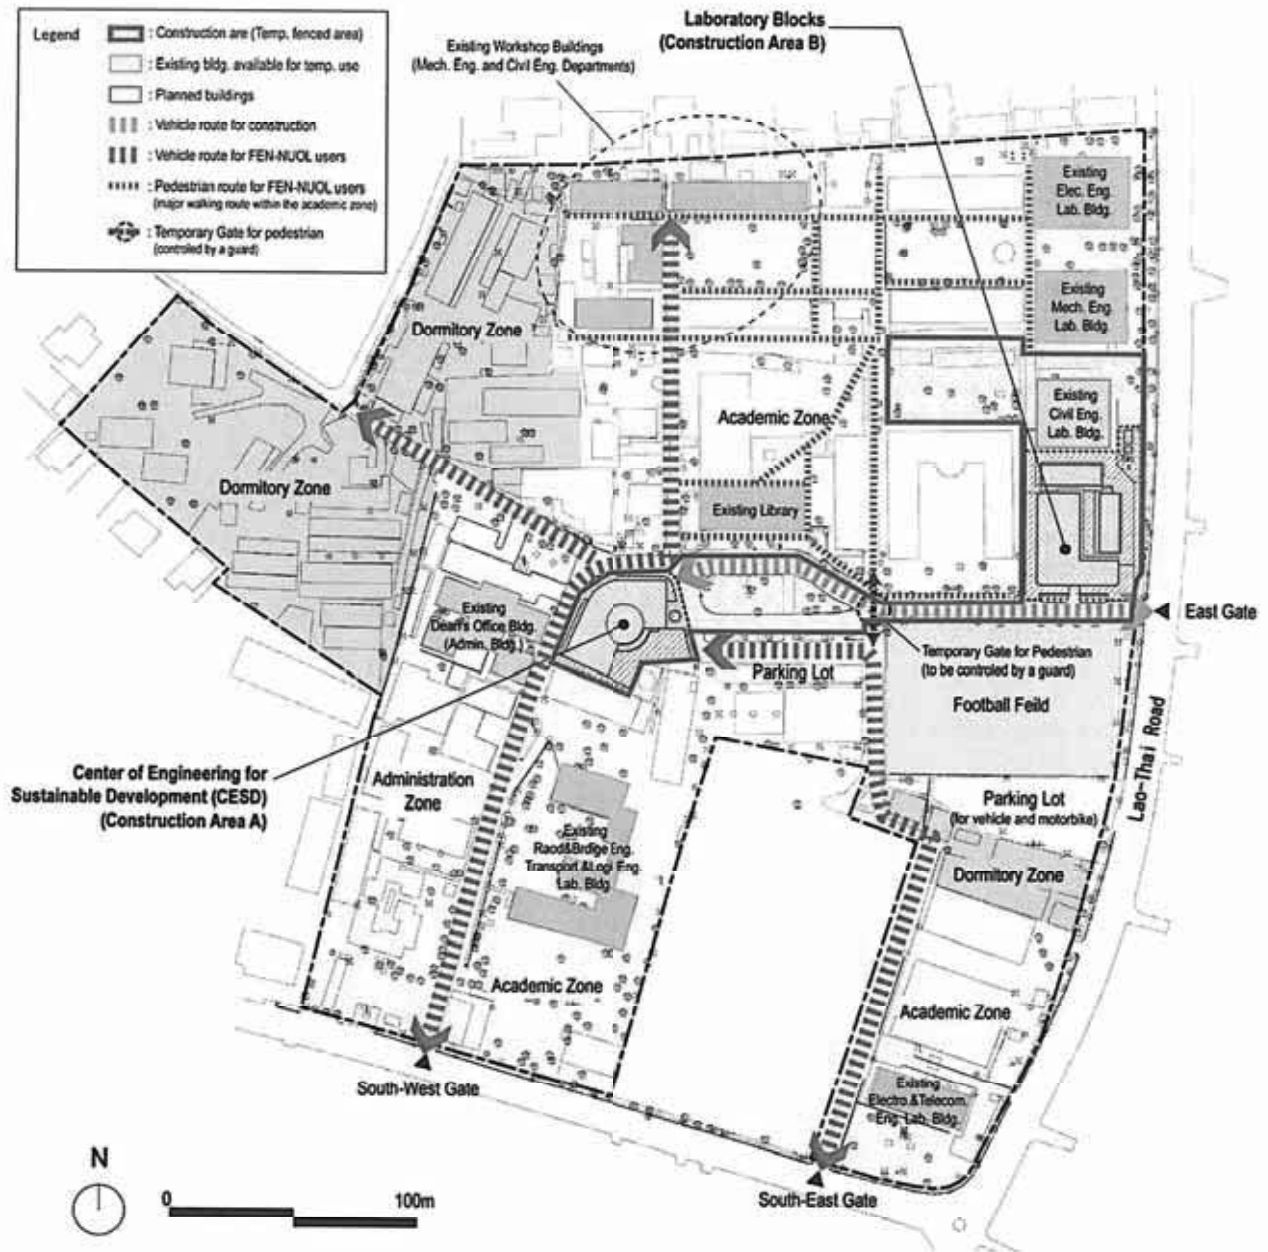 Legend
: Construction are (Temp. fenced area)
: Existing bldg. available for temp. use
: Planned buildings
: Vehicle route for construction
: Vehicle route for FEN-NUOL users
: Pedestrian route for FEN-NUOL users
(major walking route within the academic zone)
: Temporary Gate for pedestrian
(controled by a guard)
Laboratory Blocks
(Construction Area B)
Existing Workshop Buildings
(Mech. Eng. and Civil Eng. Departments)
Existing
Elec. Eng.
Lab. Bldg.
Existing
Mech. Eng.
Lab. Bldg.
Dormitory Zone
Academic Zone
Existing
Civil Eng.
Lab. Bldg.
Dormitory Zone
Existing Library
Existing
Dean's Office Bldg.
(Admin. Bldg.)
East Gate
Temporary Gate for Pedestrian
(to be controled by a guard)
Parking Lot
Football Feild
Lao-Thai Road
Center of Engineering for
Sustainable Development (CESD)
(Construction Area A)
Administration
Zone
Parking Lot
(for vehicle and motorbike)
Existing
Raod&Brdige Eng.
Transport &Logi Eng.
Lab. Bldg.
Dormitory Zone
Academic Zone
Academic Zone
South-West Gate
Existing
Electro.&Telecom.
Eng. Lab. Bldg.
South-East Gate
N
0 100m